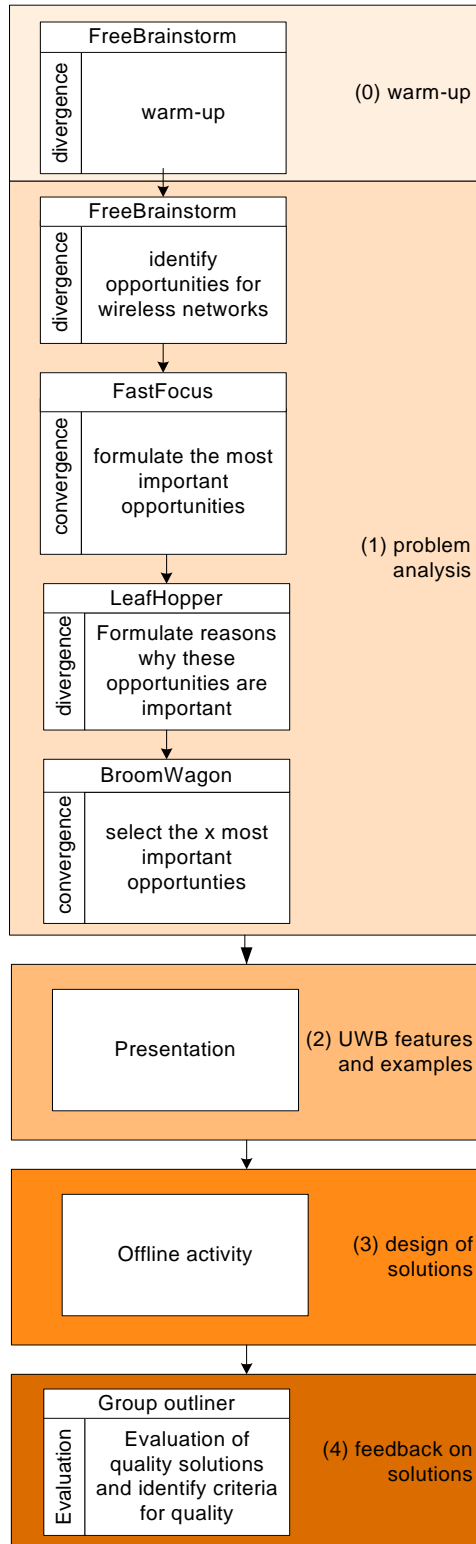 FreeBrainstorm
divergence
warm-up
(0) warm-up
FreeBrainstorm
divergence
identify
opportunities for
wireless networks
FastFocus
convergence
formulate the most
important
opportunities
(1) problem
analysis
LeafHopper
divergence
Formulate reasons
why these
opportunities are
important
BroomWagon
convergence
select the x most
important
opportunties
Presentation
(2) UWB features
and examples
Offline activity
(3) design of
solutions
Group outliner
Evaluation
Evaluation of
quality solutions
and identify criteria
for quality
(4) feedback on
solutions